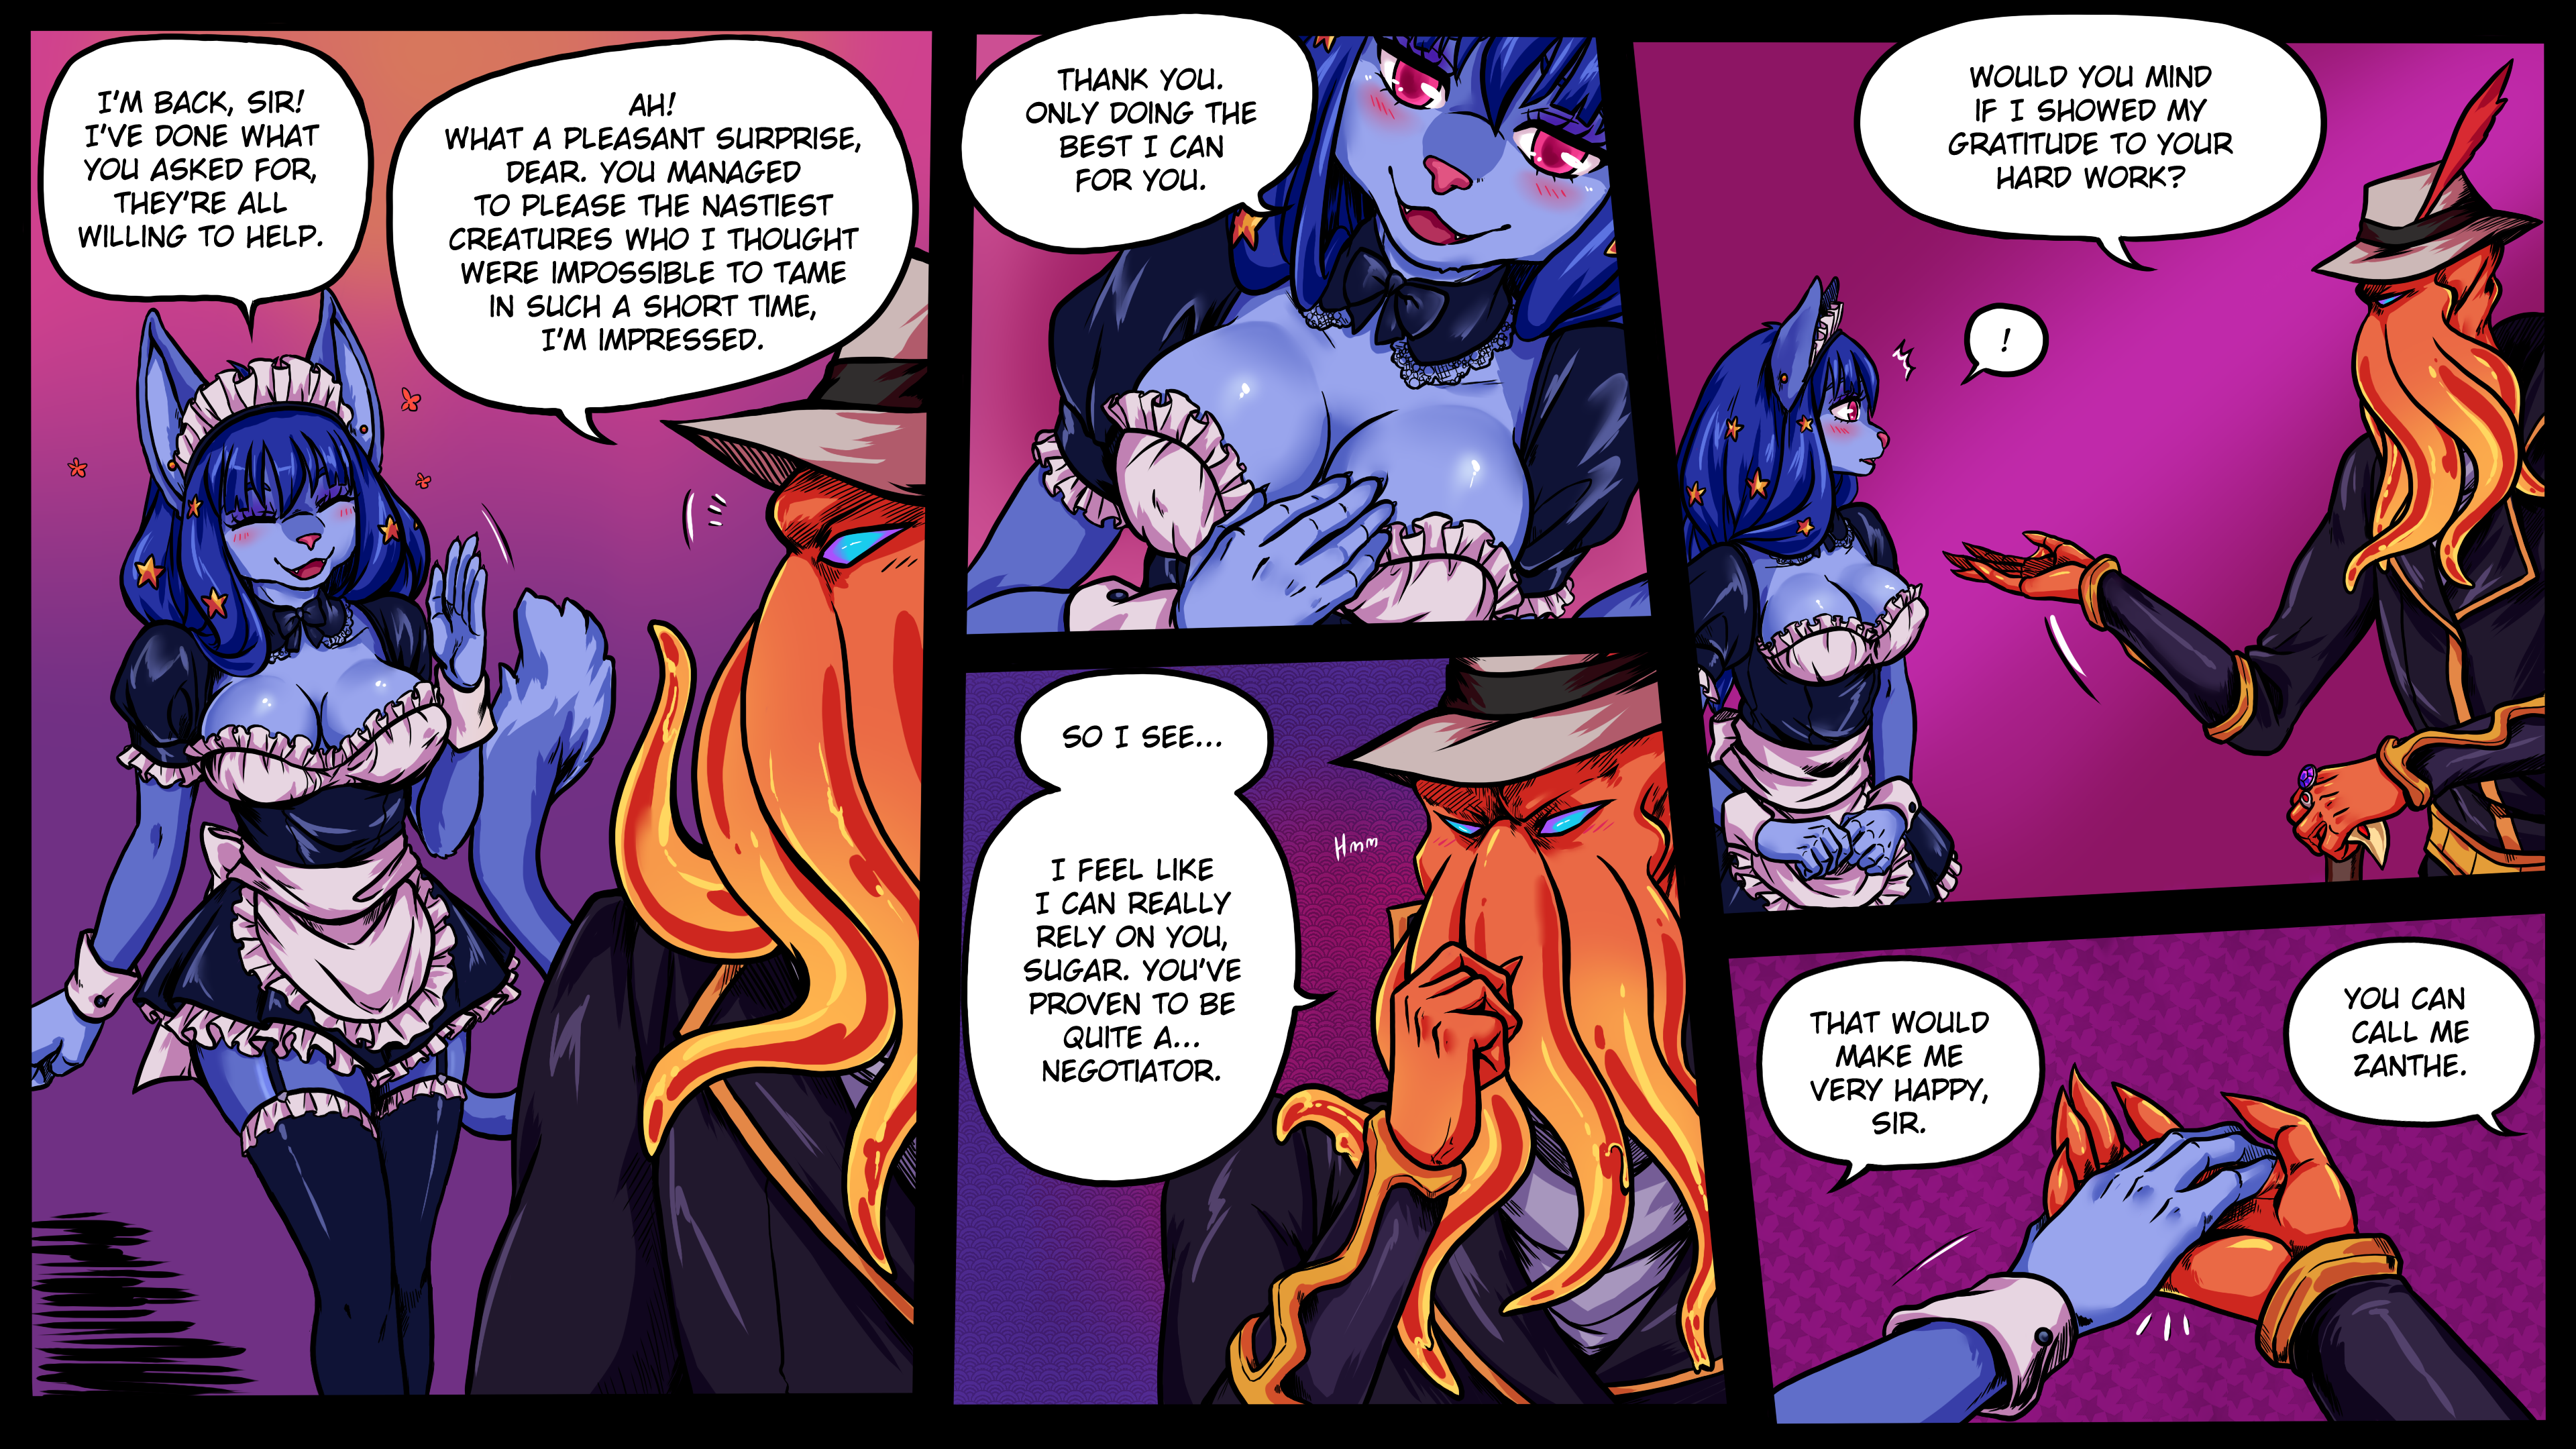 I'M BACK, SIR!
I'VE DONE WHAT
YOU ASKED FOR,
THEY'RE ALL
WILLING TO HELP.
AH!
WHAT A PLEASANT SURPRISE,
DEAR. YOU MANAGED
TO PLEASE THE NASTIEST
CREATURES WHO I THOUGHT
WERE IMPOSSIBLE TO TAME
IN SUCH A SHORT TIME,
I'M IMPRESSED.
THANK YOU.
ONLY DOING THE
BEST I CAN
FOR YOU.
SO I SEE...
I FEEL LIKE
I CAN REALLY
RELY ON YOU,
SUGAR. YOU'VE
PROVEN TO BE
QUITE A...
NEGOTIATOR.
Hmm
WOULD YOU MIND
IF I SHOWED MY
GRATITUDE TO YOUR
HARD WORK?
!
THAT WOULD
MAKE ME
VERY HAPPY,
SIR.
YOU CAN
CALL ME
ZANTHE.